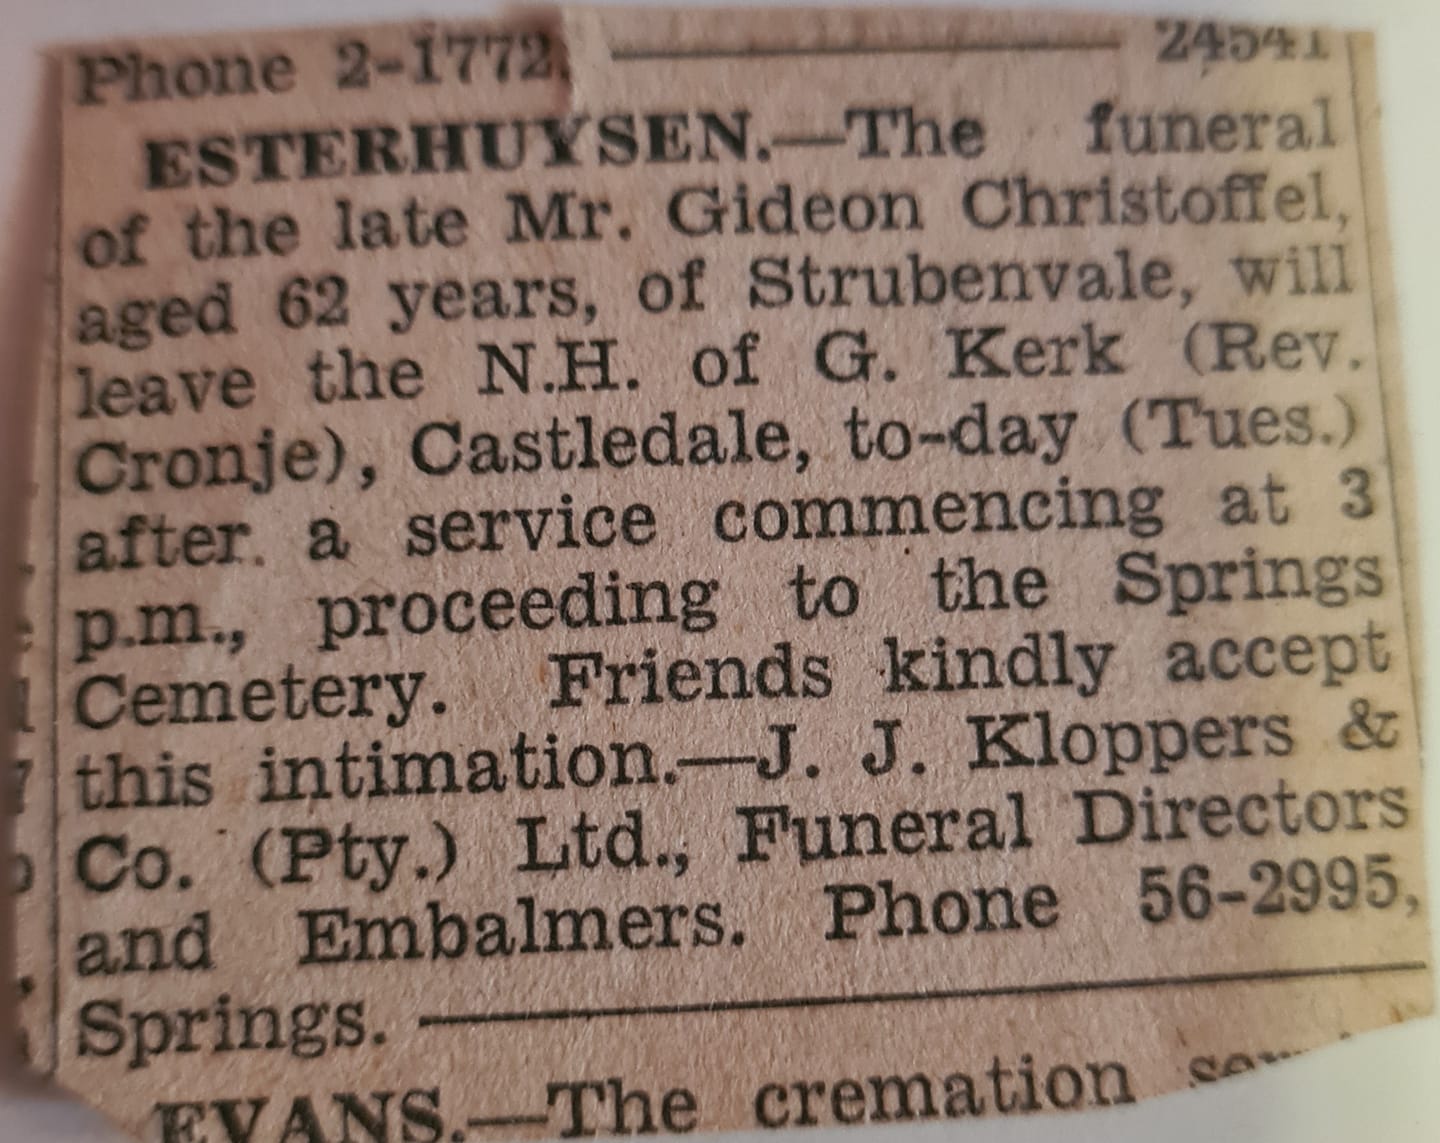 Phone 2-1772.
24541
ESTERHUYSEN.—The funeral
of the late Mr. Gideon Christoffel,
aged 62 years, of Strubenvale, will
leave the N.H. of G. Kerk (Rev.
Cronje), Castledale, to-day (Tues.)
after a service commencing at 3
p.m., proceeding to the Springs
Cemetery. Friends kindly accept
this intimation.—J. J. Kloppers &
Co. (Pty.) Ltd., Funeral Directors
and Embalmers. Phone 56-2995,
Springs.
EVANS.—The cremation